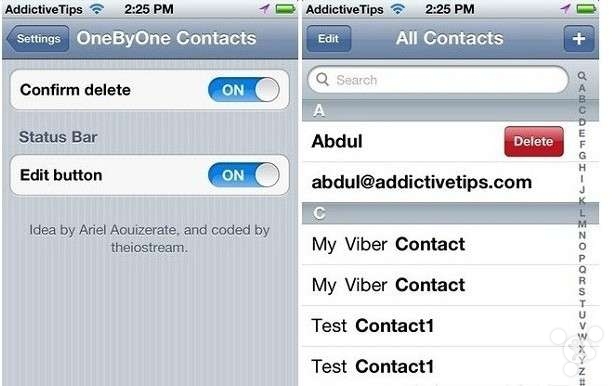 AddictiveTips 2:25 PM
Settings OneByOne Contacts
Confirm delete ON
Status Bar
Edit button ON
Idea by Ariel Aouizerate, and coded by
theiostream.
AddictiveTips 2:25 PM
Edit All Contacts +
Search
A
Abdul Delete
abdul@addictivetips.com
C
My Viber Contact
My Viber Contact
Test Contact1
Test Contact1
A
B
C
D
E
F
G
H
I
J
K
L
M
N
O
P
Q
R
S
T
U
V
W
X
Y
Z
#